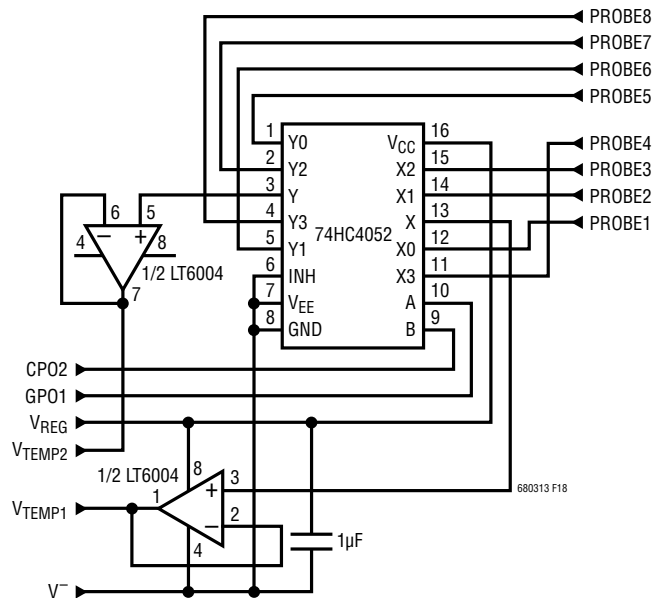 PROBE8
PROBE7
PROBE6
PROBE5
PROBE4
PROBE3
PROBE2
PROBE1
1 Y0 VCC 16
2 Y2 X2 15
3 Y X1 14
4 Y3 X 13
74HC4052
5 Y1 X0 12
6 INH X3 11
7 VEE A 10
8 GND B 9
6 5
− +
4 8
1/2 LT6004
7
CPO2
GPO1
VREG
VTEMP2
1/2 LT6004 8
VTEMP1 1 + 3
− 2
4
1µF
680313 F18
V−